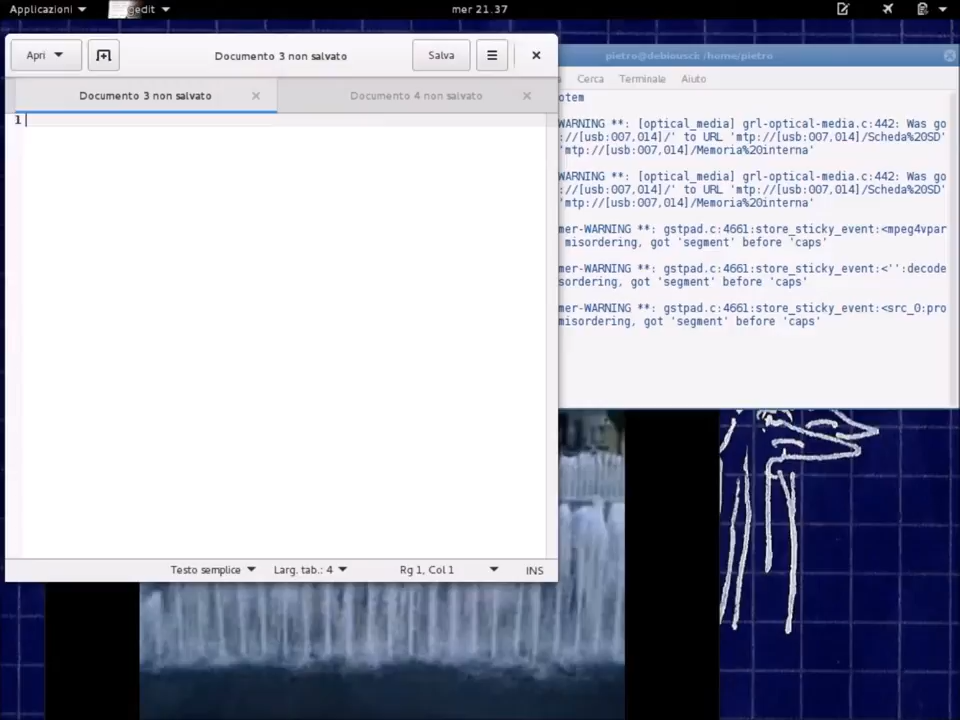 Applicazioni gedit mer 21.37
Apri Documento 3 non salvato Salva
Documento 3 non salvato Documento 4 non salvato
1
Testo semplice Larg. tab.: 4 Rg 1, Col 1 INS
pietro@debiousck: /home/pietro
Cerca Terminale Aiuto
otem
WARNING **: [optical_media] grl-optical-media.c:442: Was go
://[usb:007,014]/' to URL 'mtp://[usb:007,014]/Scheda%20SD'
'mtp://[usb:007,014]/Memoria%20interna'
WARNING **: [optical_media] grl-optical-media.c:442: Was go
://[usb:007,014]/' to URL 'mtp://[usb:007,014]/Scheda%20SD'
'mtp://[usb:007,014]/Memoria%20interna'
mer-WARNING **: gstpad.c:4661:store_sticky_event:<mpeg4vpar
misordering, got 'segment' before 'caps'
mer-WARNING **: gstpad.c:4661:store_sticky_event:<'':decode
sordering, got 'segment' before 'caps'
mer-WARNING **: gstpad.c:4661:store_sticky_event:<src_0:pro
misordering, got 'segment' before 'caps'